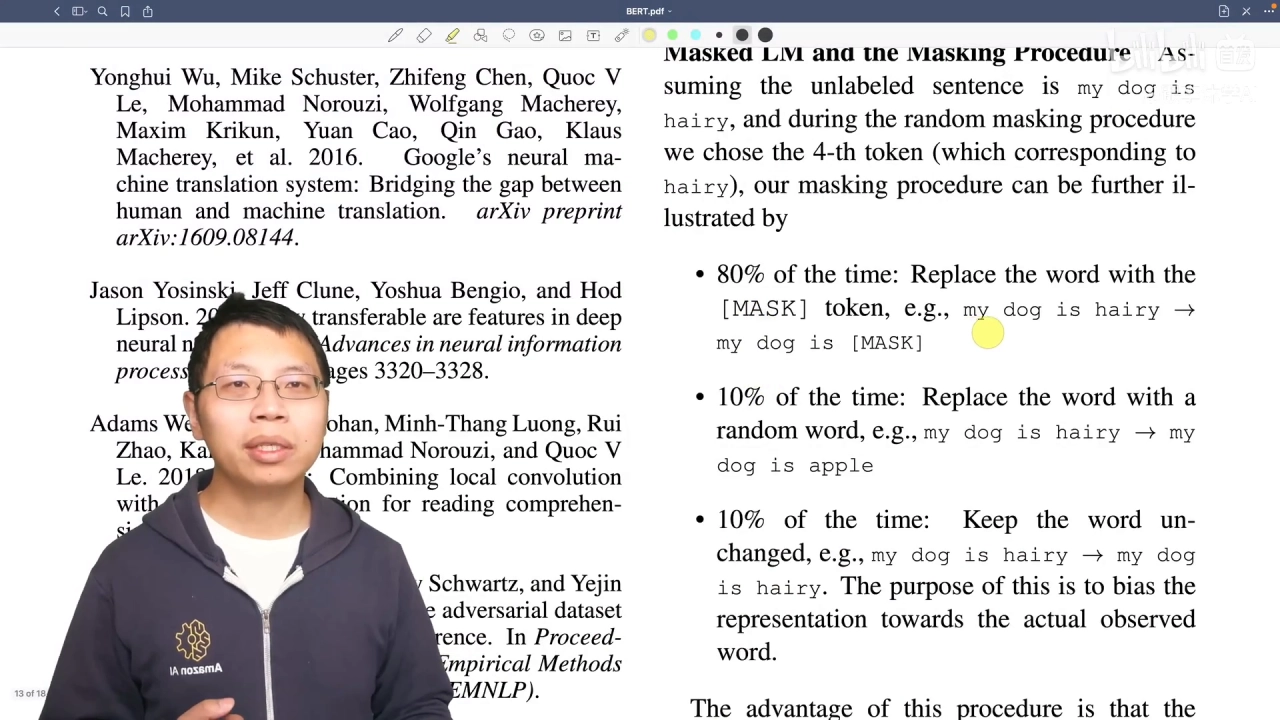 BERT.pdf
Yonghui Wu, Mike Schuster, Zhifeng Chen, Quoc V
Le, Mohammad Norouzi, Wolfgang Macherey,
Maxim Krikun, Yuan Cao, Qin Gao, Klaus
Macherey, et al. 2016. Google's neural ma-
chine translation system: Bridging the gap between
human and machine translation. arXiv preprint
arXiv:1609.08144.
Jason Yosinski, Jeff Clune, Yoshua Bengio, and Hod
Lipson. transferable are features in deep
neural Advances in neural information
process ages 3320–3328.
Adams We ohan, Minh-Thang Luong, Rui
Zhao, Ka hammad Norouzi, and Quoc V
Le. 201 : Combining local convolution
with ion for reading comprehen-
si
Schwartz, and Yejin
e adversarial dataset
rence. In Proceed-
Empirical Methods
EMNLP).
Amazon AI
13 of 18
Masked LM and the Masking Procedure As-
suming the unlabeled sentence is my dog is
hairy, and during the random masking procedure
we chose the 4-th token (which corresponding to
hairy), our masking procedure can be further il-
lustrated by
• 80% of the time: Replace the word with the
[MASK] token, e.g., my dog is hairy →
my dog is [MASK]
• 10% of the time: Replace the word with a
random word, e.g., my dog is hairy → my
dog is apple
• 10% of the time: Keep the word un-
changed, e.g., my dog is hairy → my dog
is hairy. The purpose of this is to bias the
representation towards the actual observed
word.
The advantage of this procedure is that the
bilibili